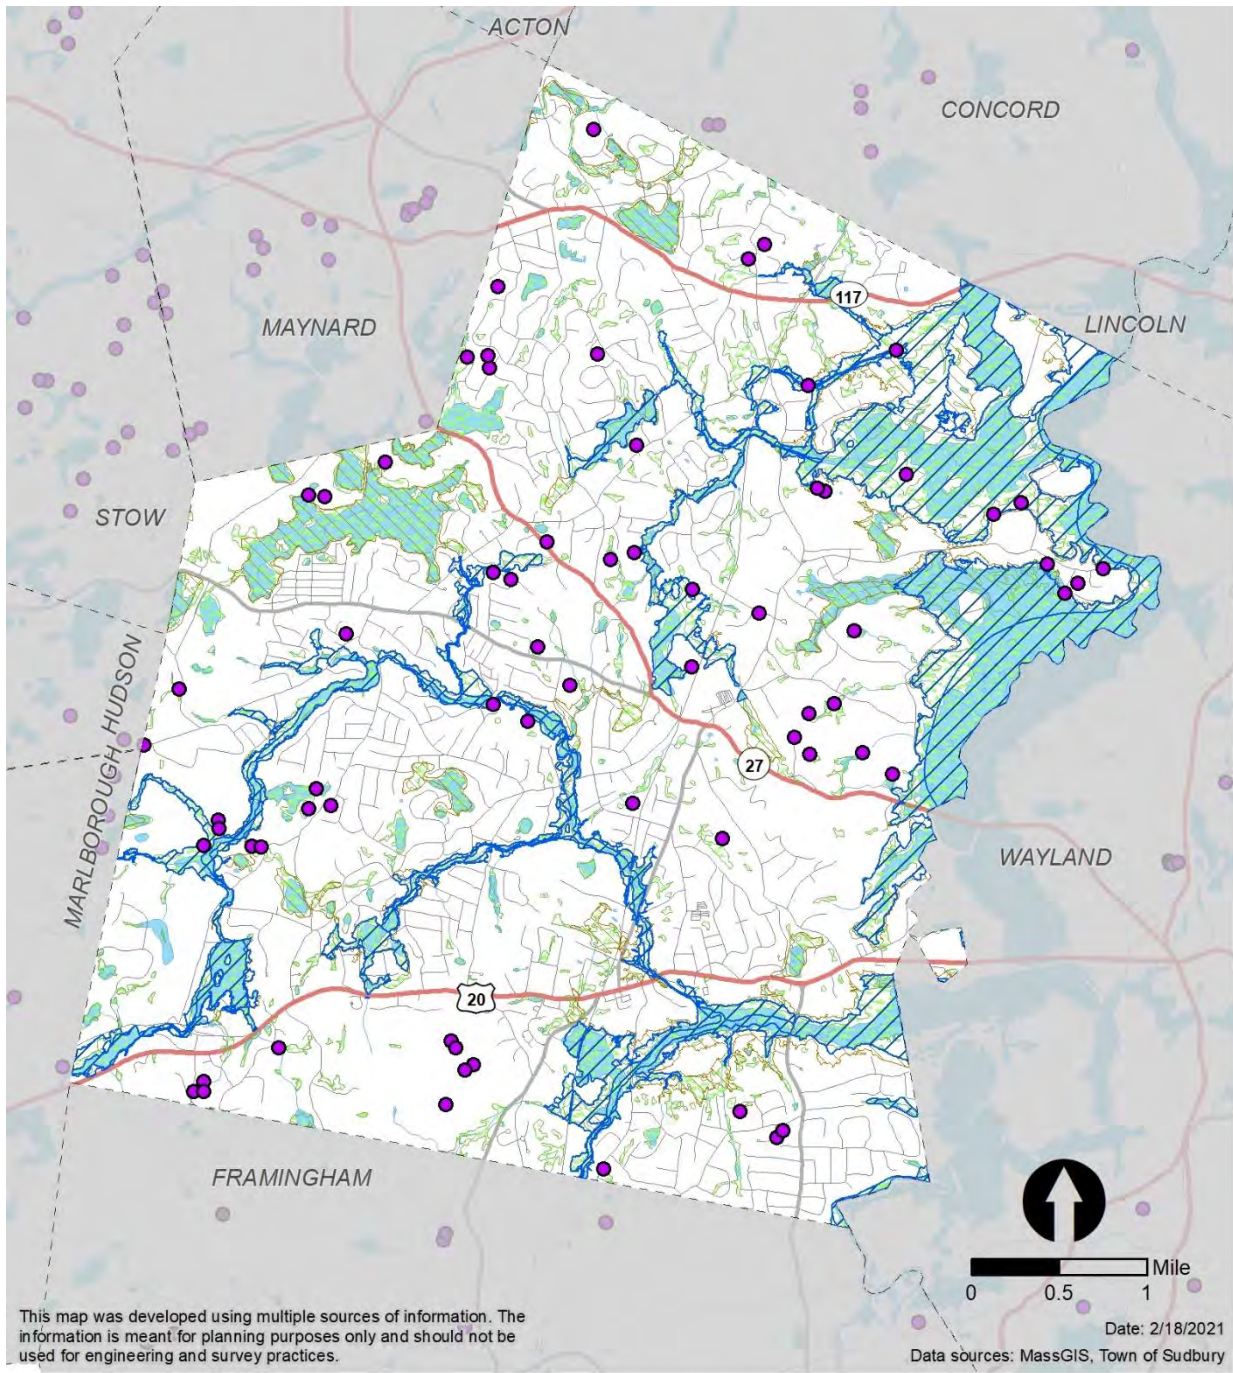 ACTON
CONCORD
117
LINCOLN
MAYNARD
STOW
HUDSON
MARLBOROUGH
27
WAYLAND
20
FRAMINGHAM
Mile
0 0.5 1
This map was developed using multiple sources of information. The
information is meant for planning purposes only and should not be
used for engineering and survey practices.
Date: 2/18/2021
Data sources: MassGIS, Town of Sudbury